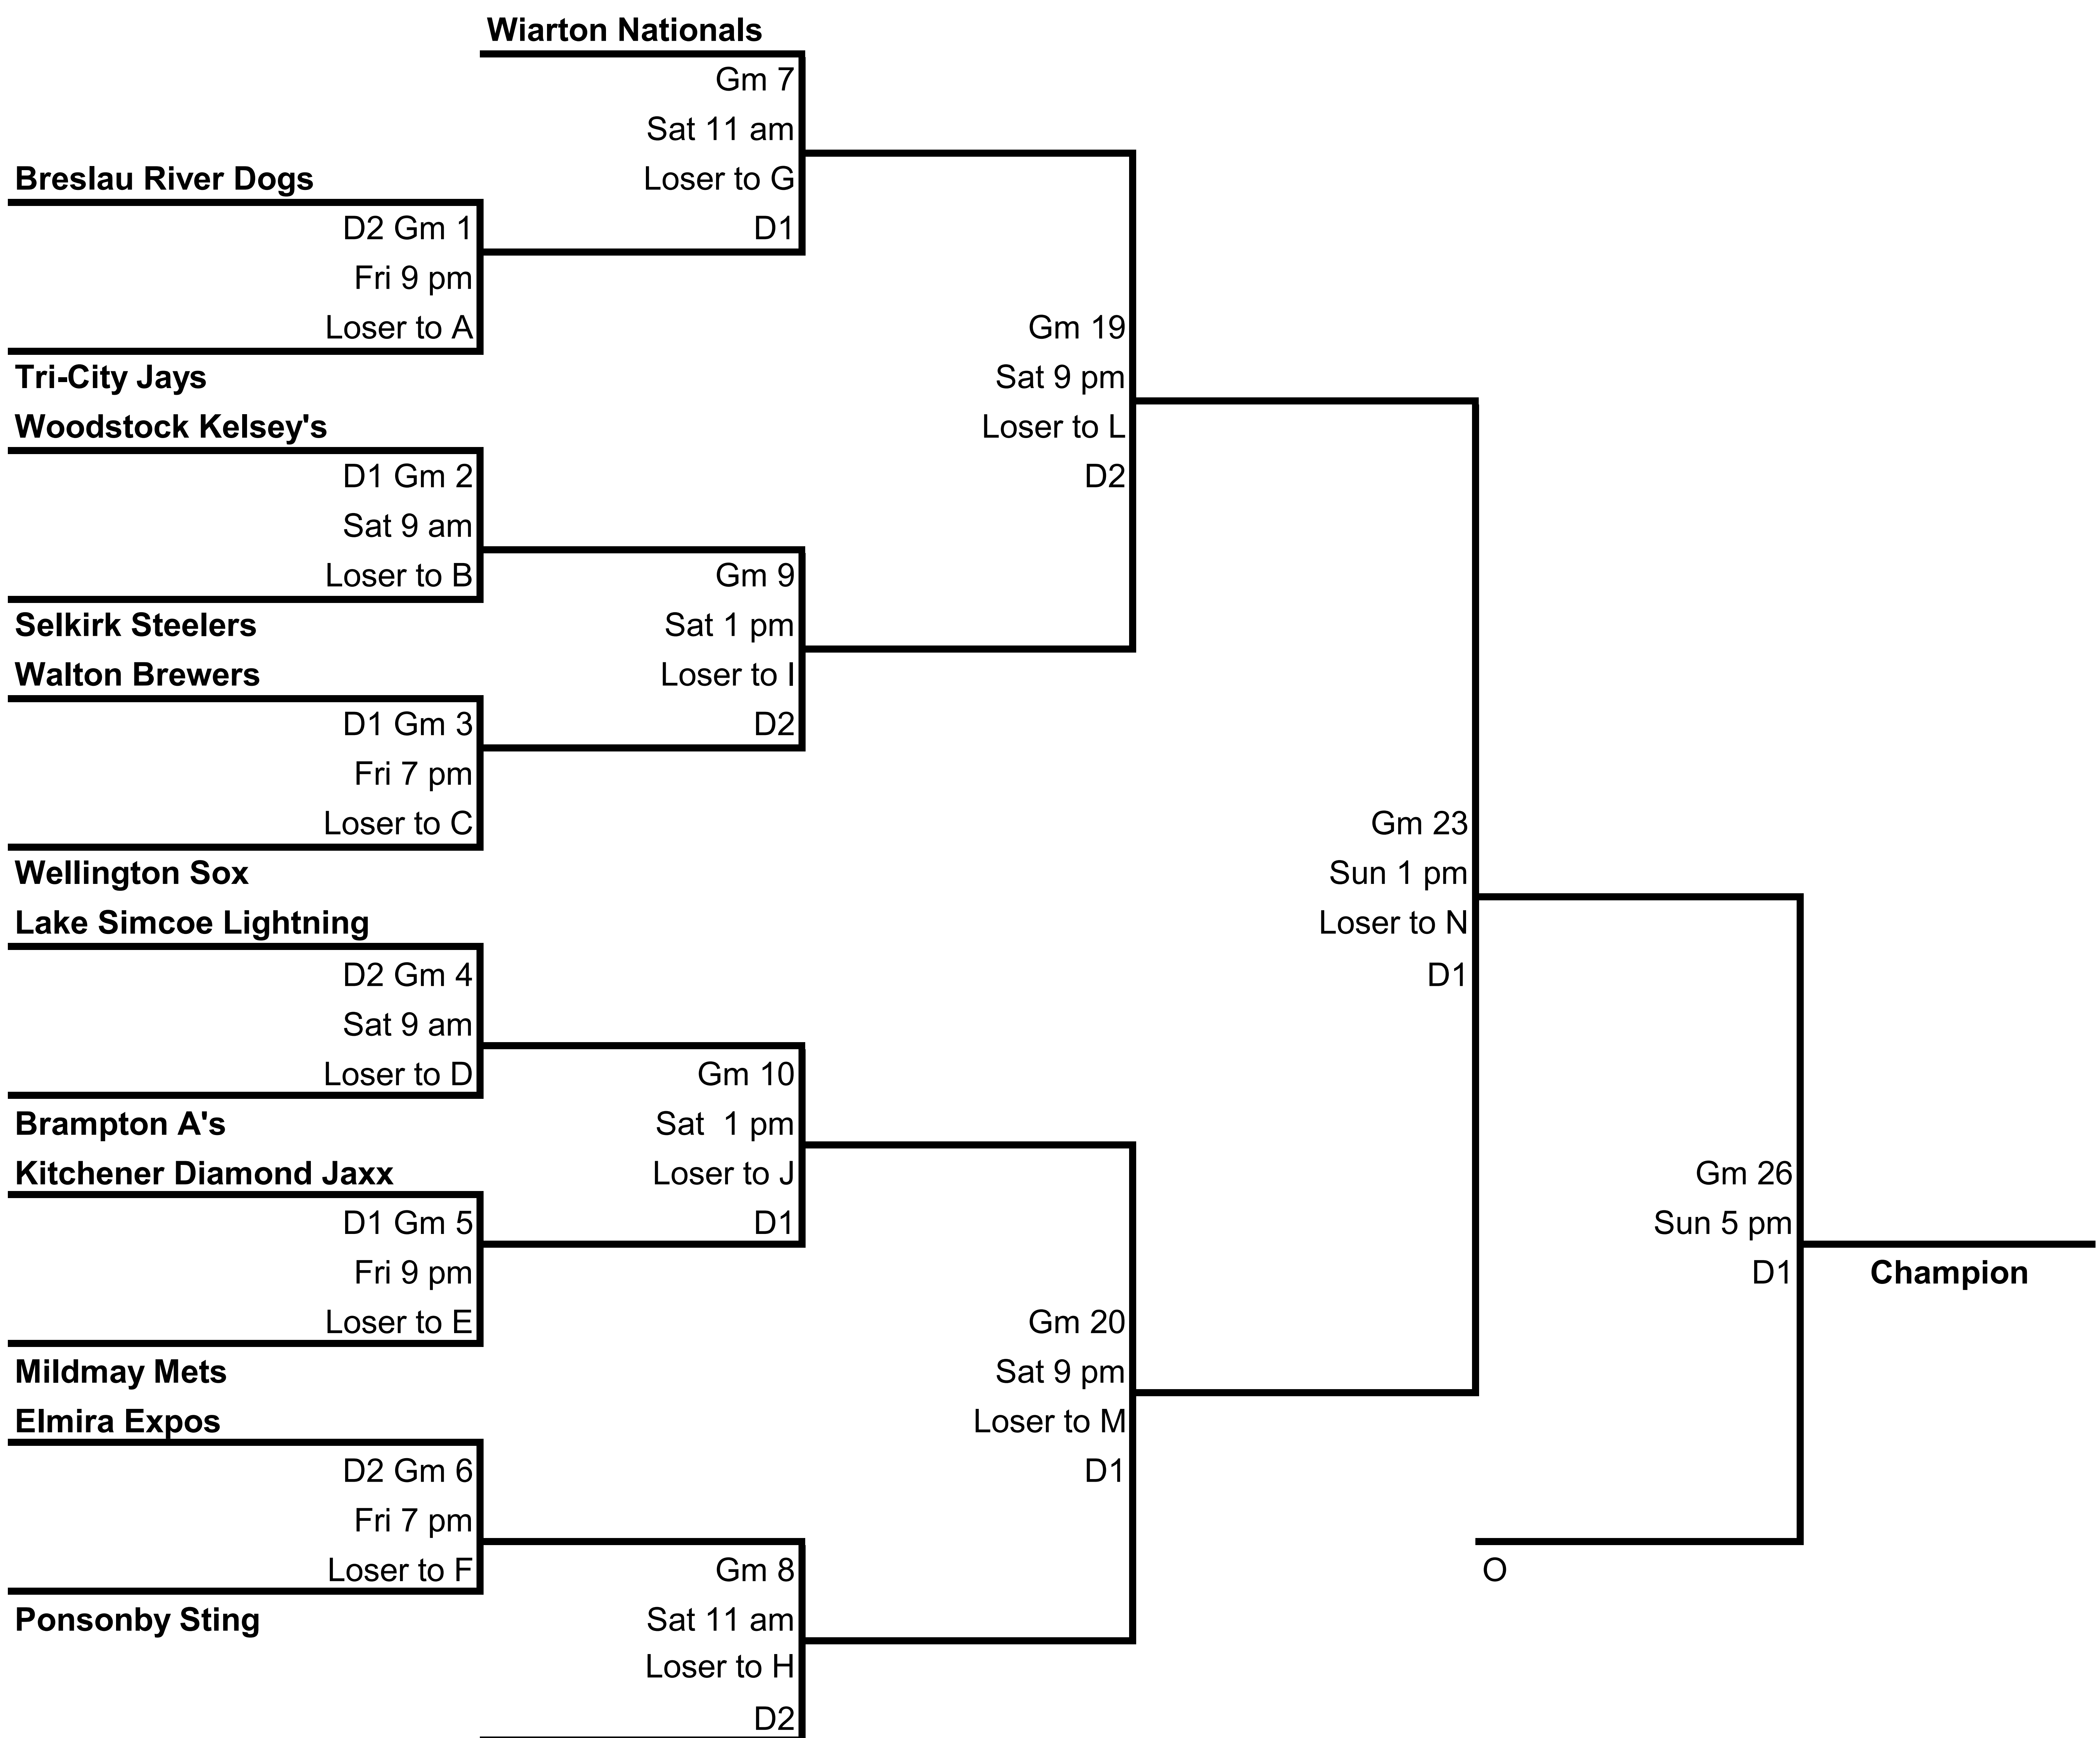 Wiarton Nationals
Gm 7
Sat 11 am
Loser to G
D1
Breslau River Dogs
D2 Gm 1
Fri 9 pm
Loser to A
Tri-City Jays
Woodstock Kelsey's
D1 Gm 2
Sat 9 am
Loser to B
Selkirk Steelers
Gm 9
Sat 1 pm
Loser to I
D2
Walton Brewers
D1 Gm 3
Fri 7 pm
Loser to C
Wellington Sox
Gm 19
Sat 9 pm
Loser to L
D2
Lake Simcoe Lightning
D2 Gm 4
Sat 9 am
Loser to D
Brampton A's
Gm 10
Sat  1 pm
Loser to J
D1
Kitchener Diamond Jaxx
D1 Gm 5
Fri 9 pm
Loser to E
Mildmay Mets
Elmira Expos
D2 Gm 6
Fri 7 pm
Loser to F
Ponsonby Sting
Gm 8
Sat 11 am
Loser to H
D2
Gm 20
Sat 9 pm
Loser to M
D1
Gm 23
Sun 1 pm
Loser to N
D1
Gm 26
Sun 5 pm
D1
Champion
O